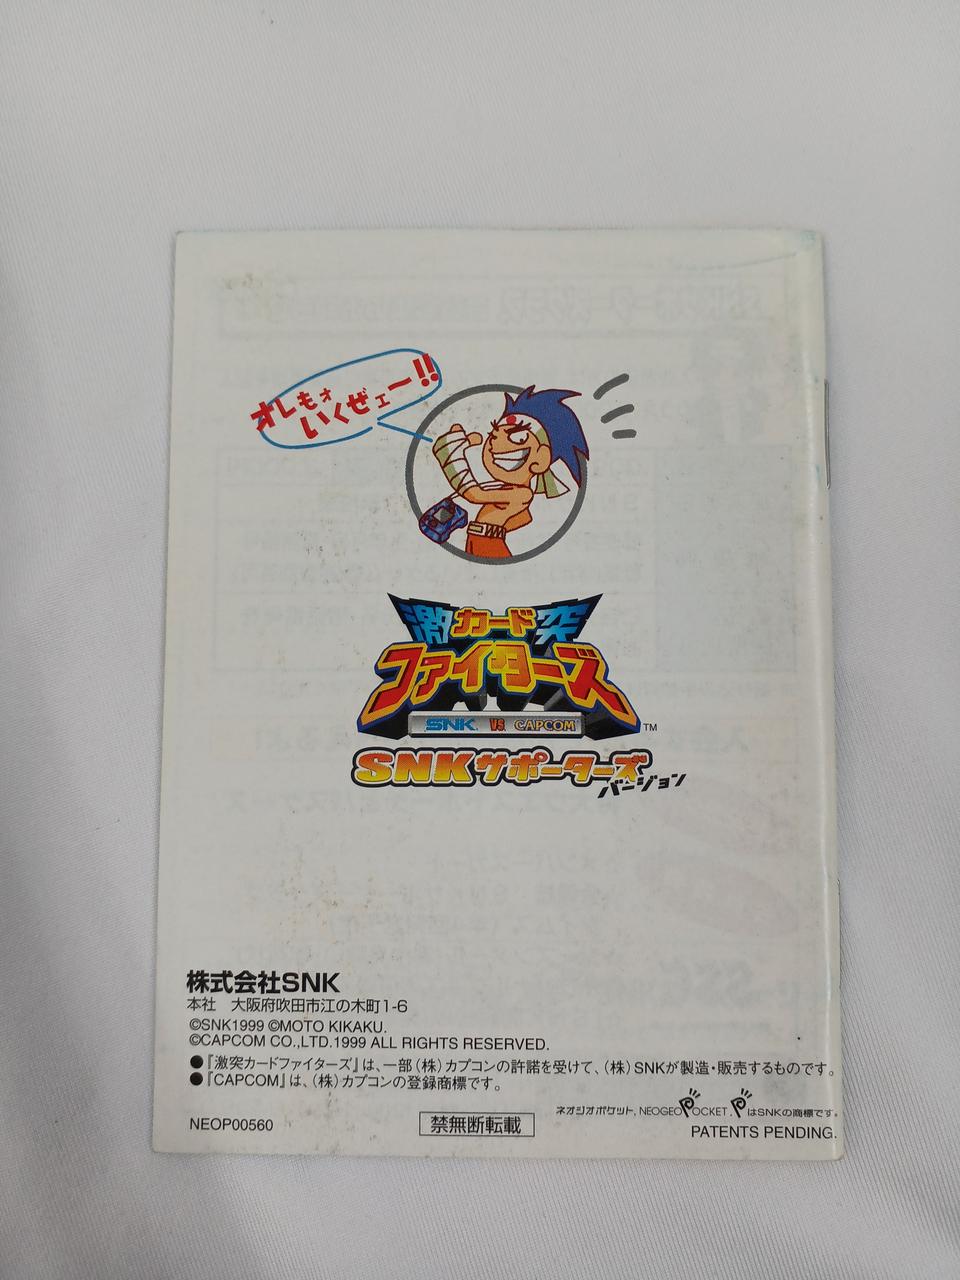 オレもォ
いくぜェー!!
激カード突
ファイターズ
SNK VS. CAPCOM TM
SNKサポーターズ
バージョン
株式会社SNK
本社 大阪府吹田市江の木町1-6
©SNK1999 ©MOTO KIKAKU.
©CAPCOM CO.,LTD.1999 ALL RIGHTS RESERVED.
●『激突カードファイターズ』は、一部(株)カプコンの許諾を受けて、(株)SNKが製造・販売するものです。
●『CAPCOM』は、(株)カプコンの登録商標です。
ネオジオポケット, NEOGEO POCKET, PはSNKの商標です。
NEOP00560
禁無断転載
PATENTS PENDING.